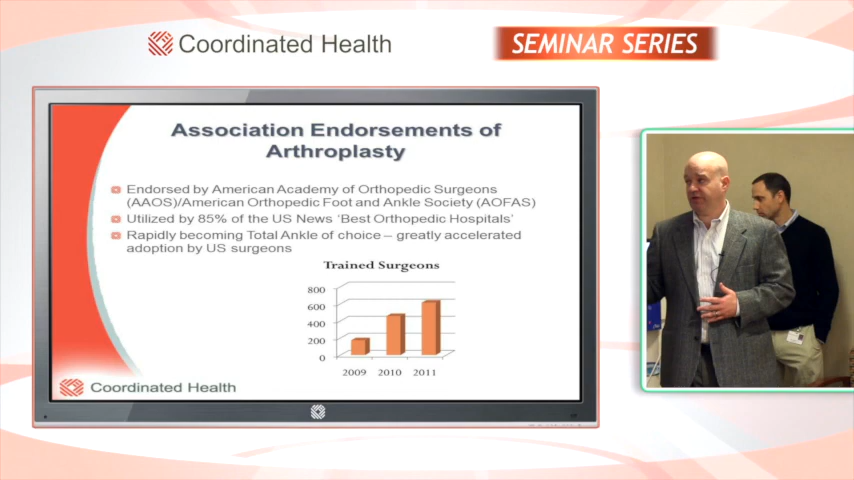 Coordinated Health
SEMINAR SERIES
Association Endorsements of
Arthroplasty
Endorsed by American Academy of Orthopedic Surgeons
(AAOS)/American Orthopedic Foot and Ankle Society (AOFAS)
Utilized by 85% of the US News 'Best Orthopedic Hospitals'
Rapidly becoming Total Ankle of choice – greatly accelerated
adoption by US surgeons
Trained Surgeons
800
600
400
200
0
2009 2010 2011
Coordinated Health